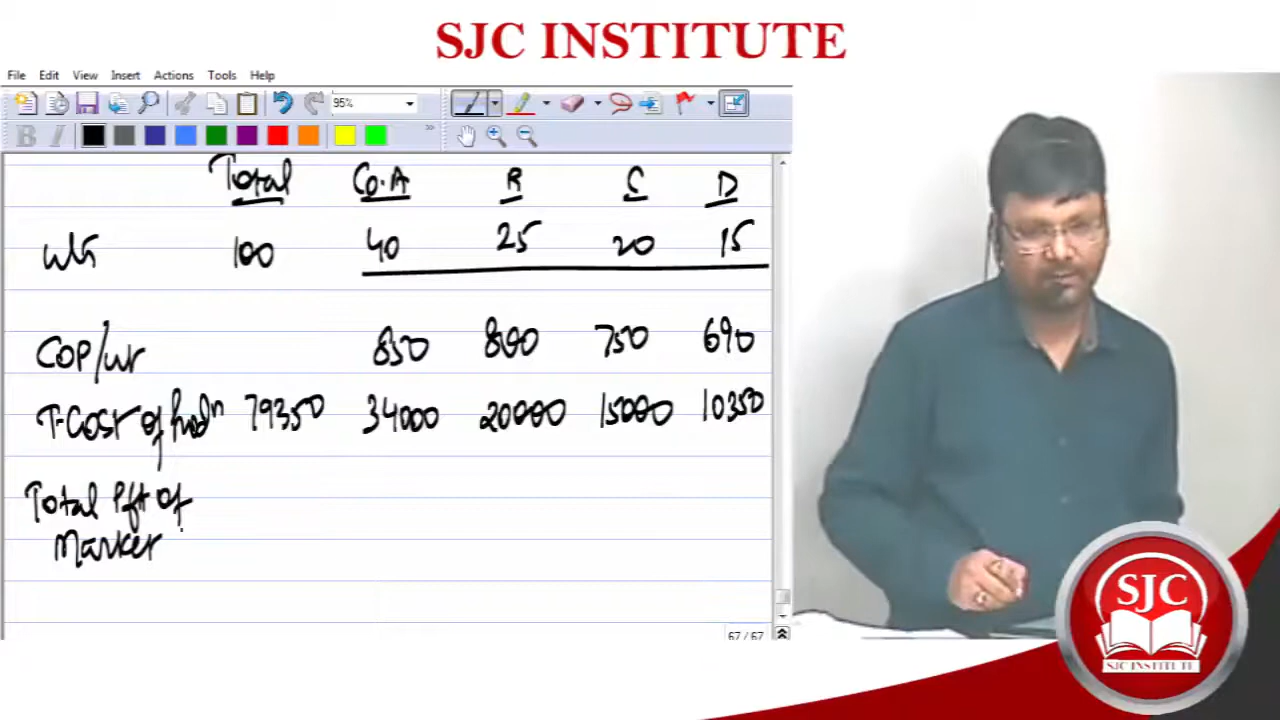 SJC INSTITUTE
File Edit View Insert Actions Tools Help
95%
B I
Total Co.A B C D
100 40 25 20 15
COP/ut 850 800 750 690
T.Cost of Prodn 79350 34000 20000 15000 10350
Total Pft of
Market
67/67
SJC
SJC INSTITUTE